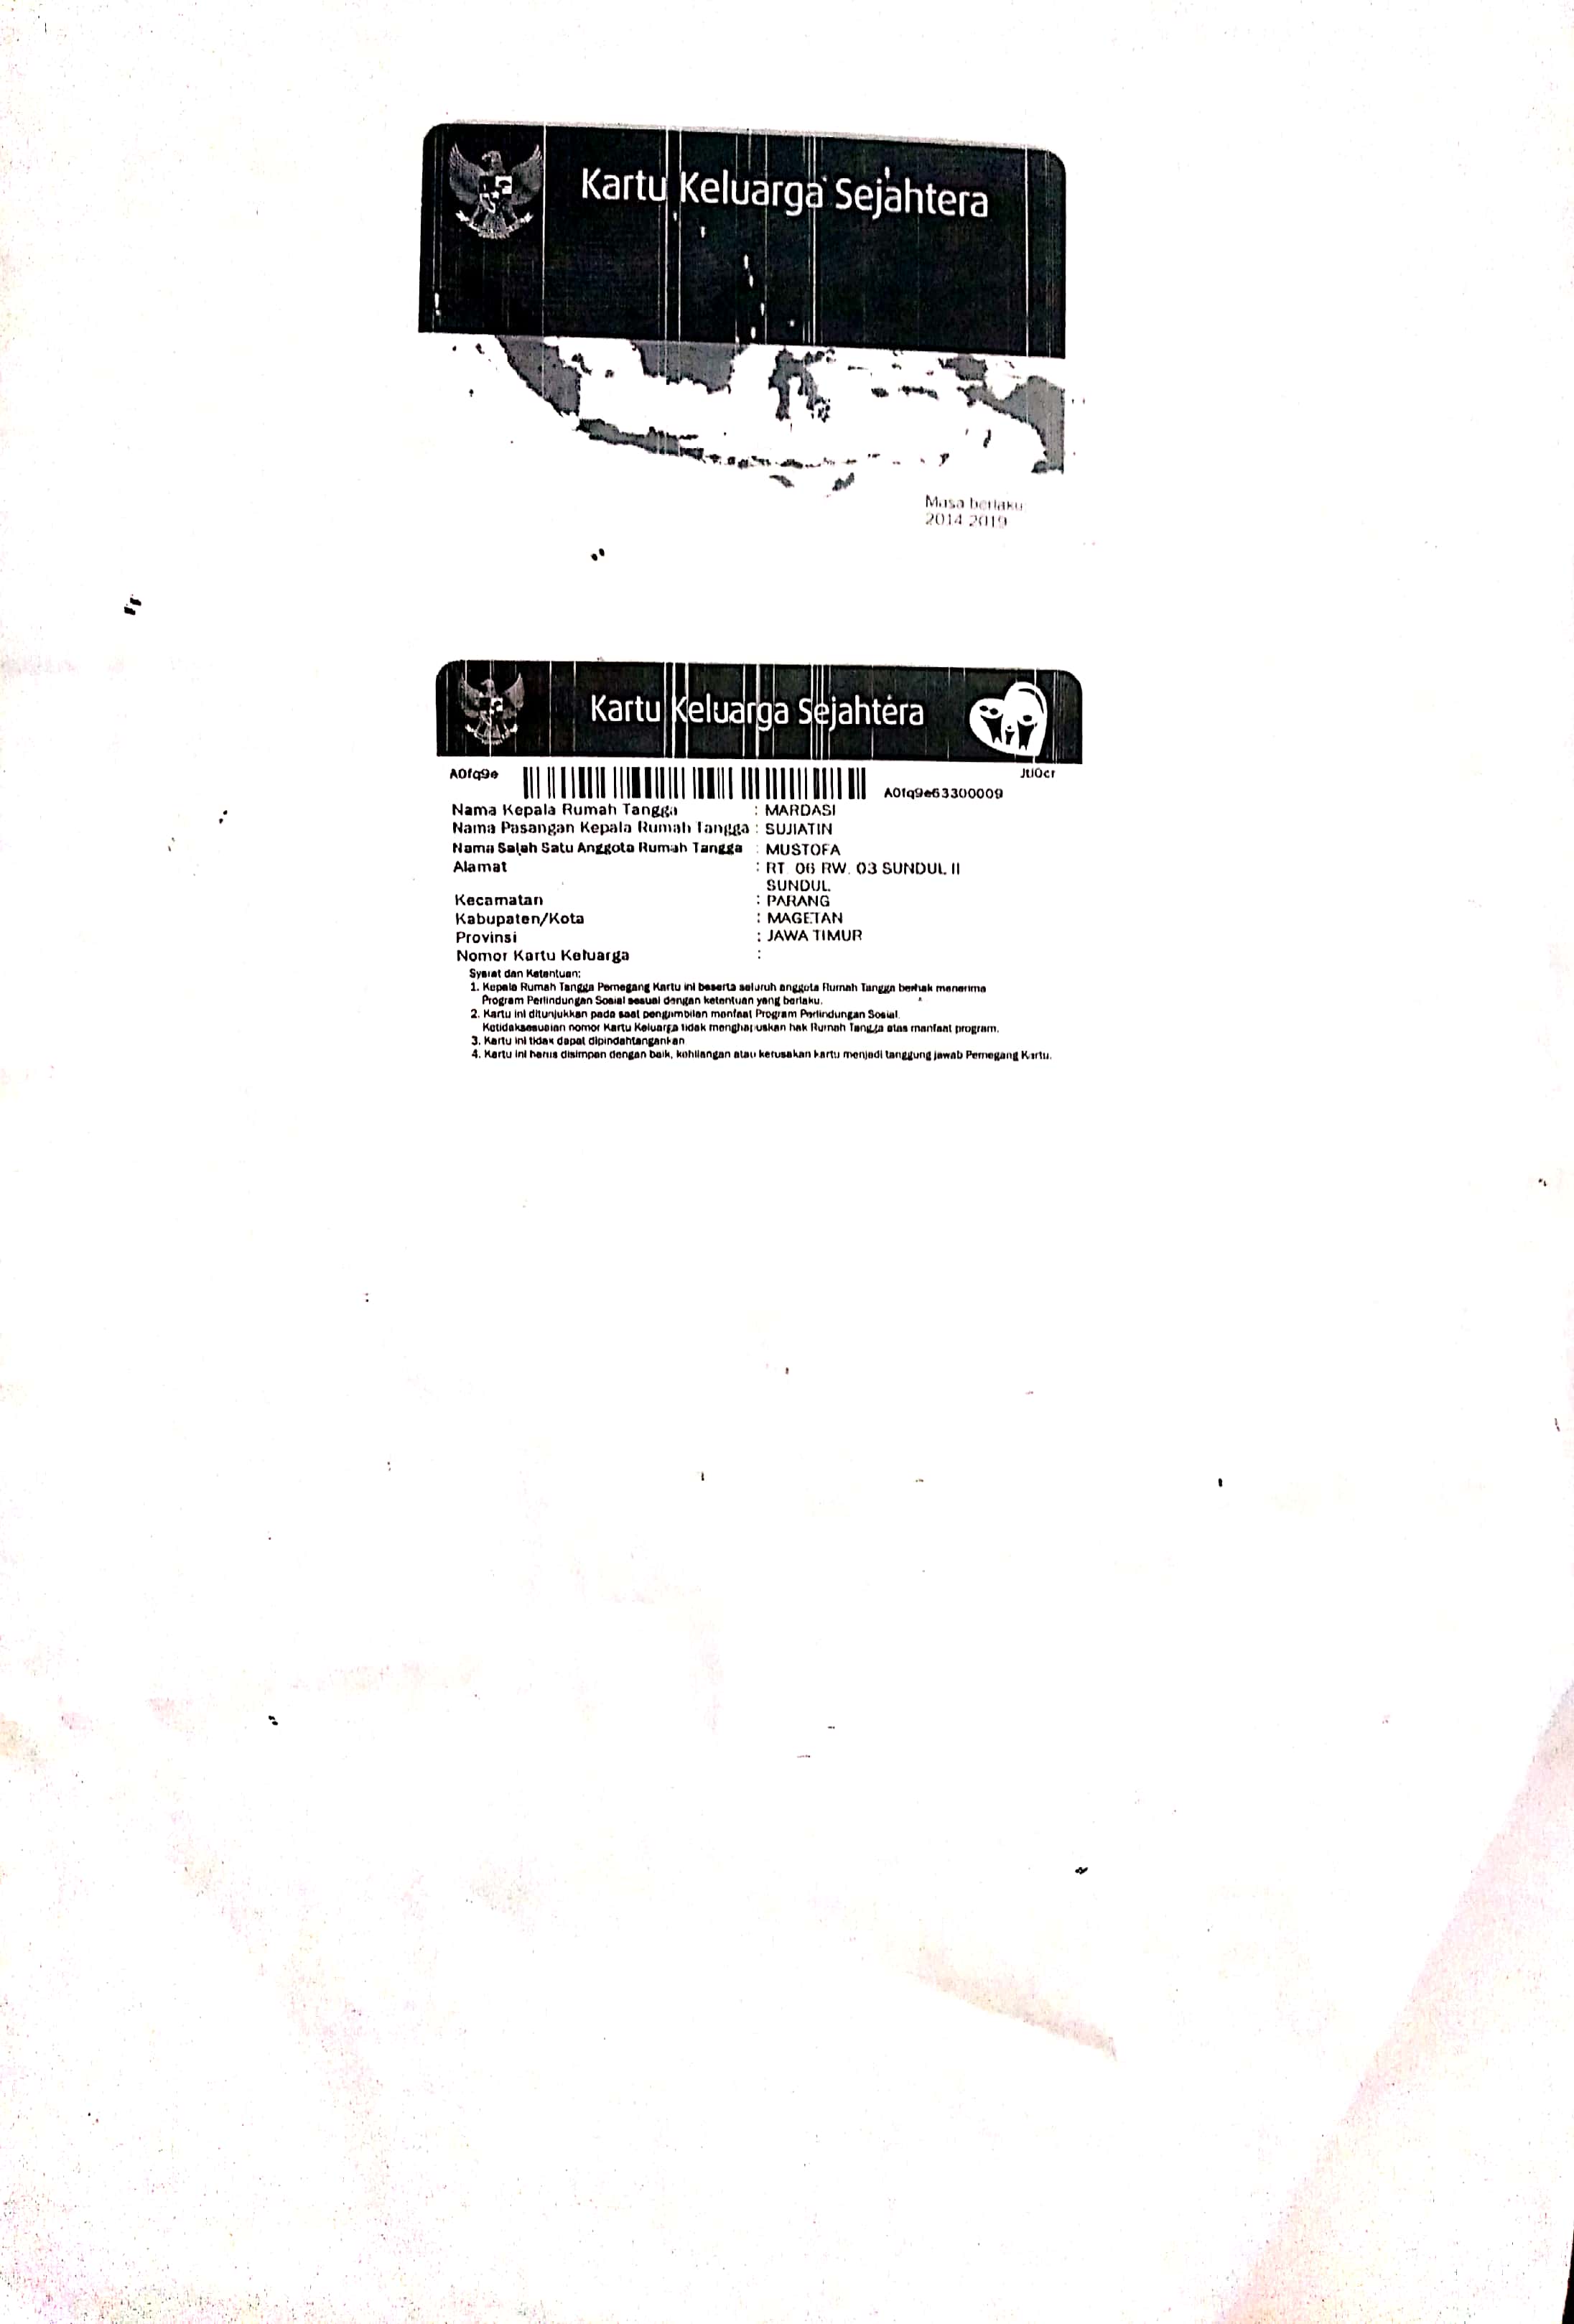 Kartu Keluarga Sejahtera
Masa berlaku
2014 2019
Kartu Keluarga Sejahtera
A0fq9e
A0fq9e63300009
Nama Kepala Rumah Tangga : MARDASI
Nama Pasangan Kepala Rumah Tangga : SUJIATIN
Nama Salah Satu Anggota Rumah Tangga : MUSTOFA
Alamat : RT. 06 RW. 03 SUNDUL II
SUNDUL
Kecamatan : PARANG
Kabupaten/Kota : MAGETAN
Provinsi : JAWA TIMUR
Nomor Kartu Keluarga :
Syarat dan Ketentuan:
1. Kepala Rumah Tangga Pemegang Kartu ini beserta seluruh anggota Rumah Tangga berhak menerima
Program Perlindungan Sosial sesuai dengan ketentuan yang berlaku.
2. Kartu ini ditunjukkan pada saat pengambilan manfaat Program Perlindungan Sosial.
Ketidaksesuaian nomor Kartu Keluarga tidak menghapuskan hak Rumah Tangga atas manfaat program.
3. Kartu ini tidak dapat dipindahtangankan
4. Kartu ini harus disimpan dengan baik, kehilangan atau kerusakan kartu menjadi tanggung jawab Pemegang Kartu.